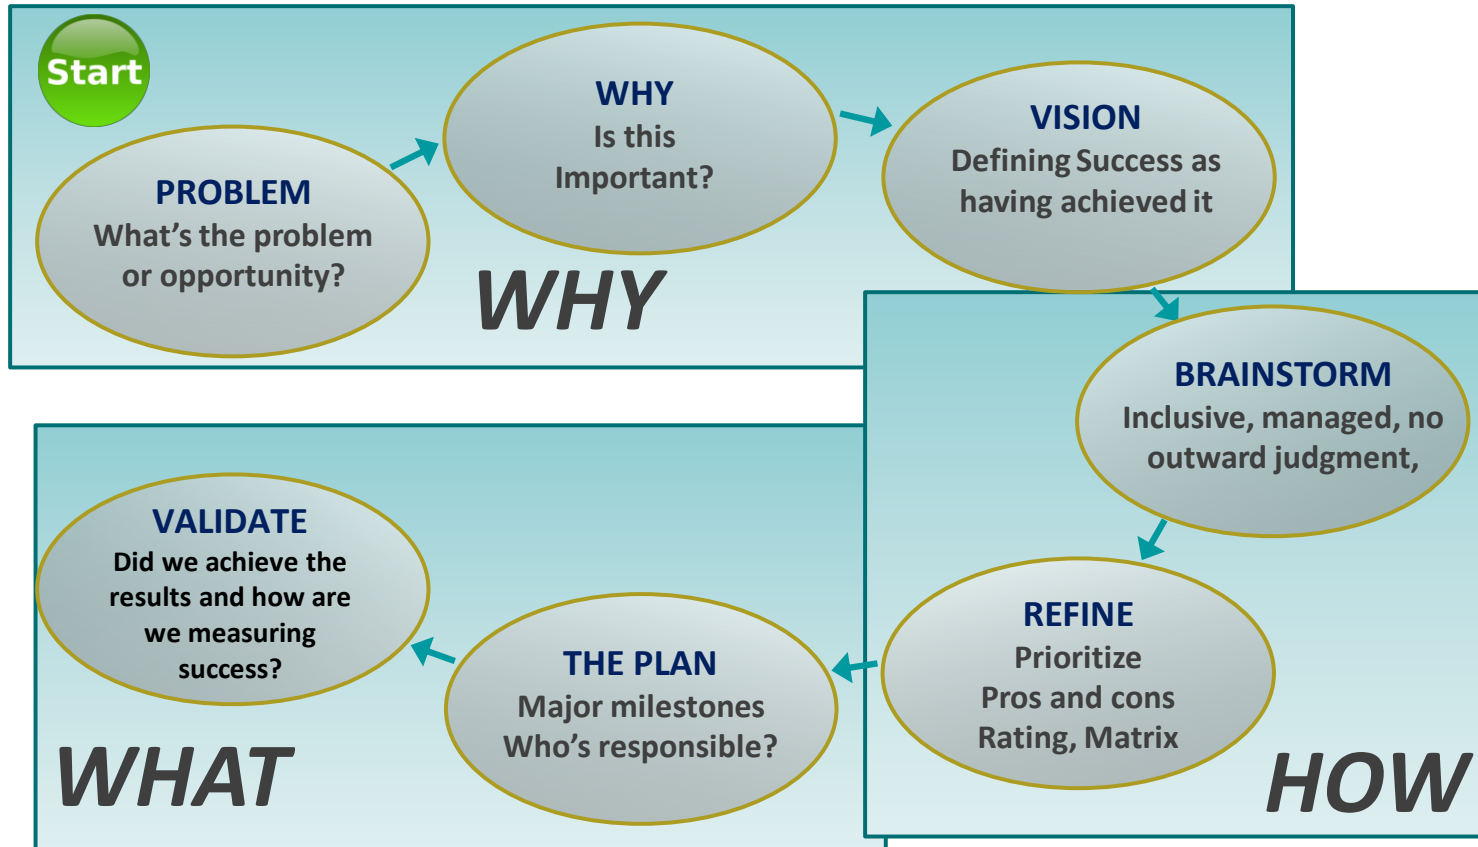 Start
PROBLEM
What’s the problem
or opportunity?
WHY
Is this
Important?
VISION
Defining Success as
having achieved it
WHY
BRAINSTORM
Inclusive, managed, no
outward judgment,
REFINE
Prioritize
Pros and cons
Rating, Matrix
HOW
THE PLAN
Major milestones
Who’s responsible?
VALIDATE
Did we achieve the
results and how are
we measuring
success?
WHAT